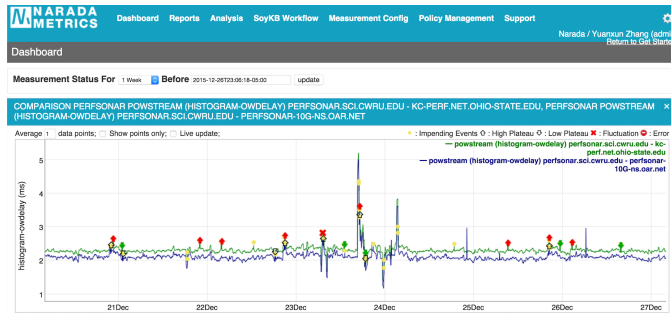 NARADA
METRICS
Dashboard Reports Analysis SoyKB Workflow Measurement Config Policy Management Support
Narada / Yuanxun Zhang (admi
Return to Get Starte
Dashboard
Measurement Status For 1 Week Before 2015-12-26T23:06:18-05:00 update
COMPARISON PERFSONAR POWSTREAM (HISTOGRAM-OWDELAY) PERFSONAR.SCI.CWRU.EDU - KC-PERF.NET.OHIO-STATE.EDU, PERFSONAR POWSTREAM ×
(HISTOGRAM-OWDELAY) PERFSONAR.SCI.CWRU.EDU - PERFSONAR-10G-NS.OAR.NET
Average 1 data points; Show points only; Live update; : Impending Events : High Plateau : Low Plateau : Fluctuation : Error
powstream (histogram-owdelay) perfsonar.sci.cwru.edu - kc-
perf.net.ohio-state.edu
powstream (histogram-owdelay) perfsonar.sci.cwru.edu - perfsonar-
10G-ns.oar.net
histogram-owdelay (ms)
5
4
3
2
1
21Dec 22Dec 23Dec 24Dec 25Dec 26Dec 27Dec